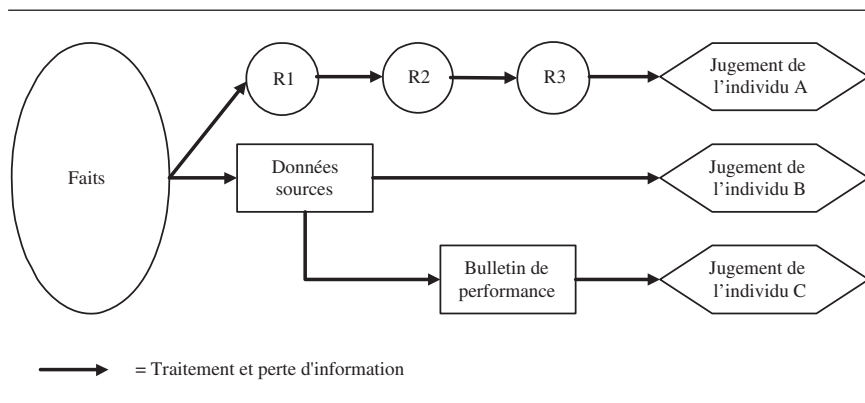 Faits
R1
R2
R3
Jugement de
l'individu A
Données
sources
Jugement de
l'individu B
Bulletin de
performance
Jugement de
l'individu C
= Traitement et perte d'information